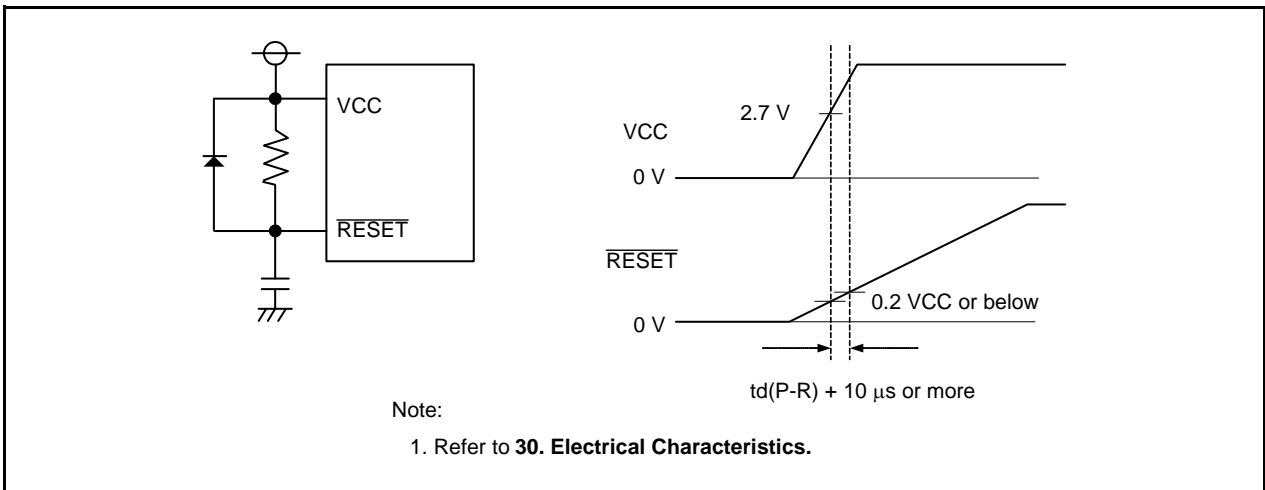 VCC
RESET
2.7 V
VCC
0 V
RESET
0.2 VCC or below
0 V
td(P-R) + 10 μs or more
Note:
1. Refer to 30. Electrical Characteristics.